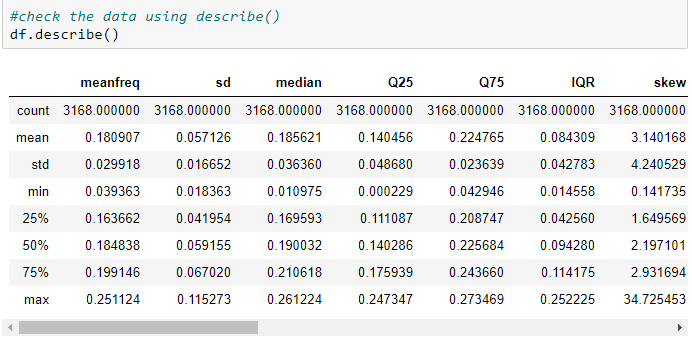 #check the data using describe()
df.describe()
meanfreq sd median Q25 Q75 IQR skew
count 3168.000000 3168.000000 3168.000000 3168.000000 3168.000000 3168.000000 3168.000000
mean 0.180907 0.057126 0.185621 0.140456 0.224765 0.084309 3.140168
std 0.029918 0.016652 0.036360 0.048680 0.023639 0.042783 4.240529
min 0.039363 0.018363 0.010975 0.000229 0.042946 0.014558 0.141735
25% 0.163662 0.041954 0.169593 0.111087 0.208747 0.042560 1.649569
50% 0.184838 0.059155 0.190032 0.140286 0.225684 0.094280 2.197101
75% 0.199146 0.067020 0.210618 0.175939 0.243660 0.114175 2.931694
max 0.251124 0.115273 0.261224 0.247347 0.273469 0.252225 34.725453